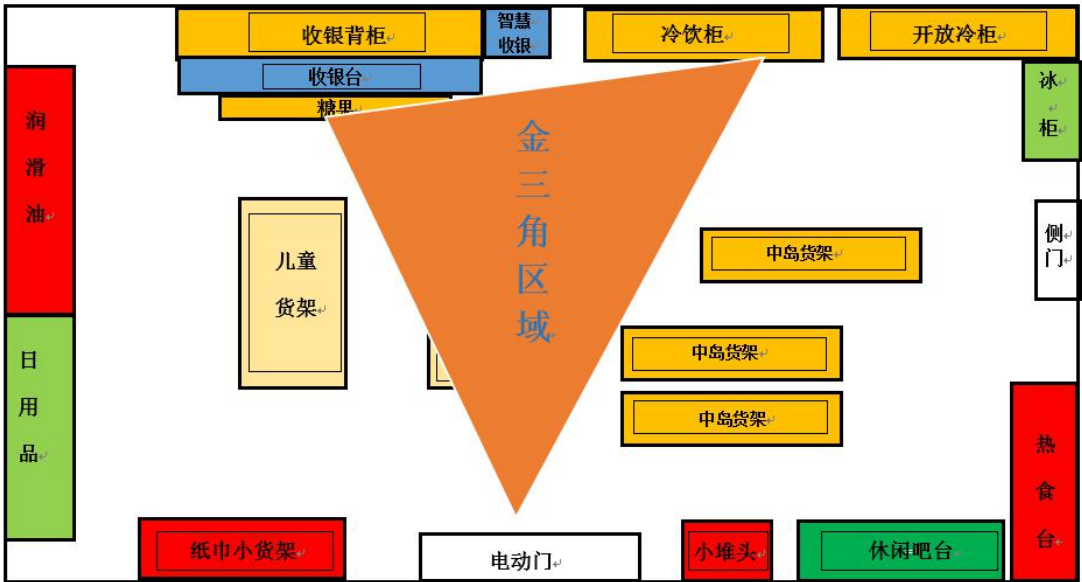 收银背柜
智慧
收银
冷饮柜
开放冷柜
收银台
糖果
冰
柜
润
滑
油
金
三
角
区
域
侧
门
儿童
货架
中岛货架
中岛货架
中岛货架
日
用
品
热
食
台
纸巾小货架
电动门
小堆头
休闲吧台